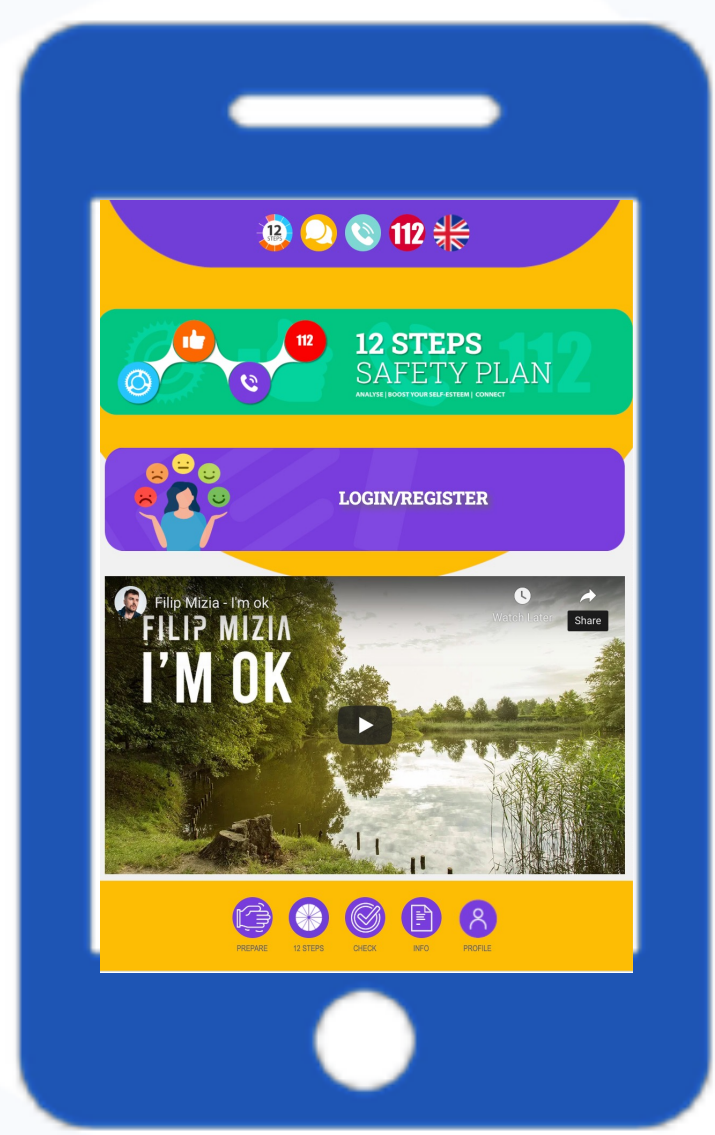 12
STEPS
112
112
12 STEPS
SAFETY PLAN
ANALYSE | BOOST YOUR SELF-ESTEEM | CONNECT
112
LOGIN/REGISTER
Filip Mizia - I'm ok
Watch Later
Share
FILIP MIZIA
I'M OK
PREPARE
12 STEPS
CHECK
INFO
PROFILE